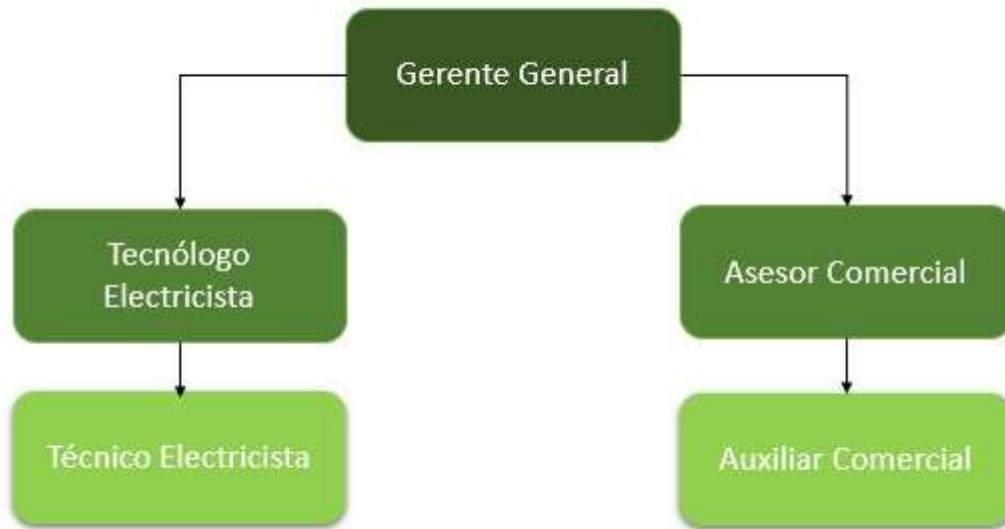 Gerente General
Tecnólogo
Electricista
Asesor Comercial
Técnico Electricista
Auxiliar Comercial